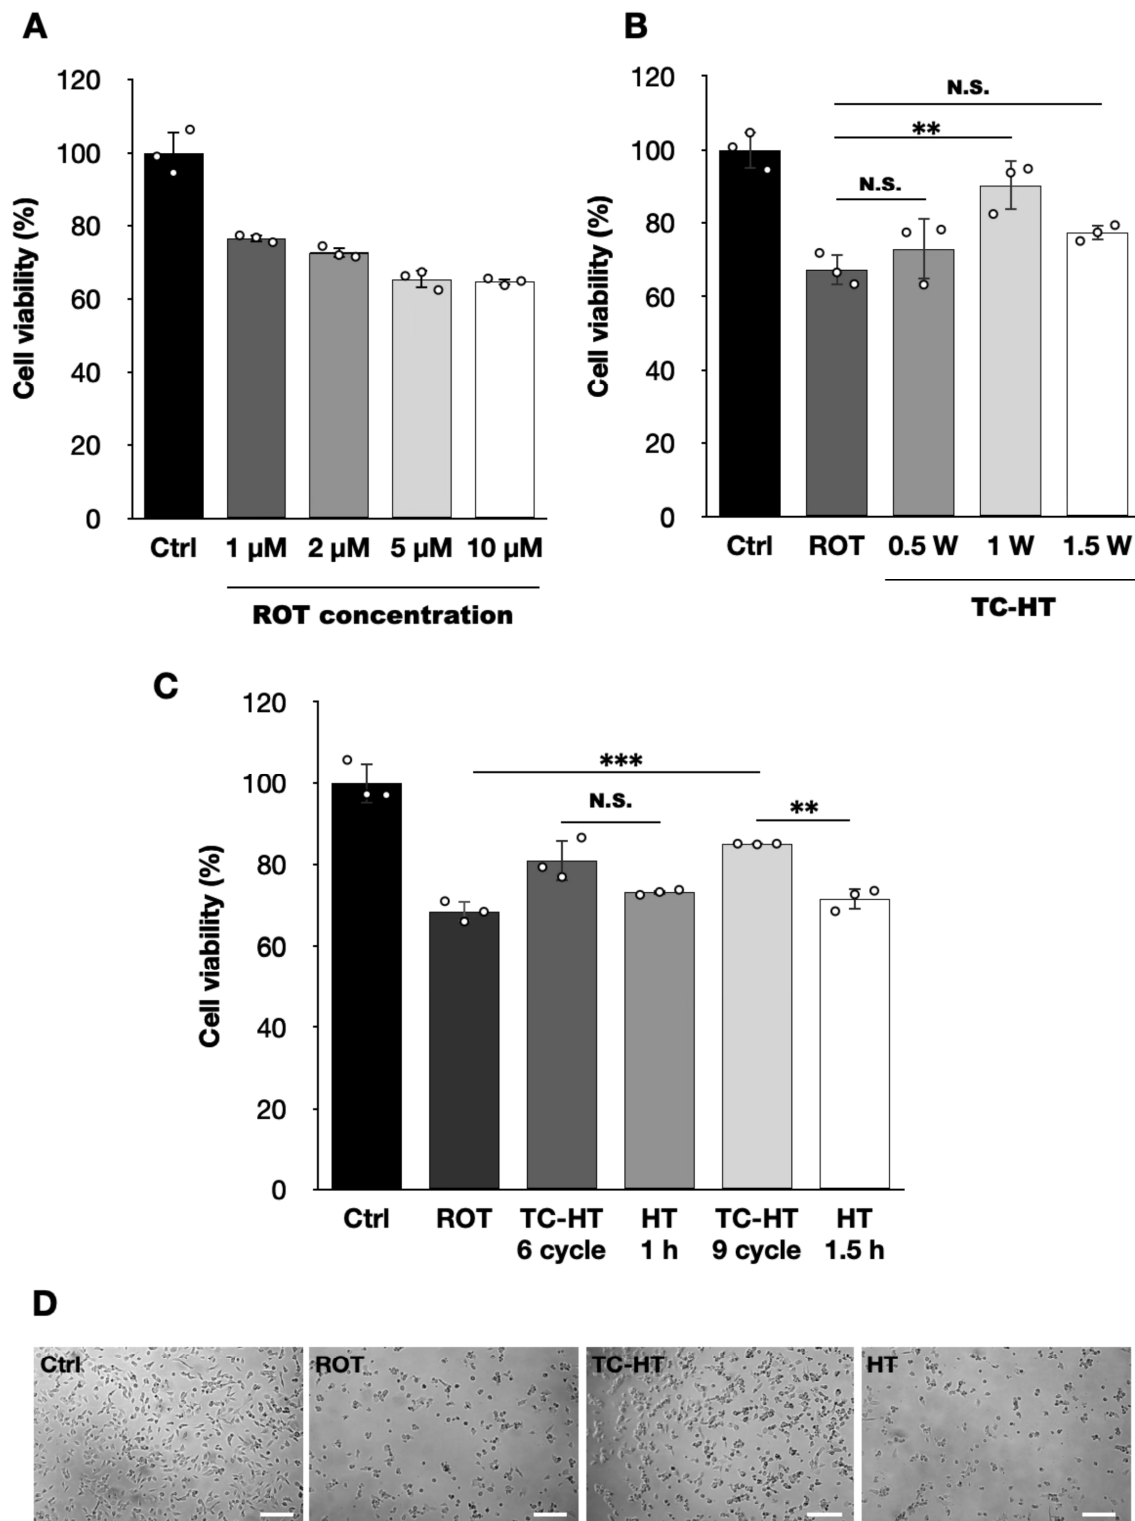 A
Cell viability (%)
120
100
80
60
40
20
0
Ctrl 1 µM 2 µM 5 µM 10 µM
ROT concentration
B
Cell viability (%)
120
100
80
60
40
20
0
N.S.
**
N.S.
Ctrl ROT 0.5 W 1 W 1.5 W
TC-HT
C
Cell viability (%)
120
100
80
60
40
20
0
***
N.S.
**
Ctrl ROT TC-HT HT TC-HT HT
6 cycle 1 h 9 cycle 1.5 h
D
Ctrl ROT TC-HT HT